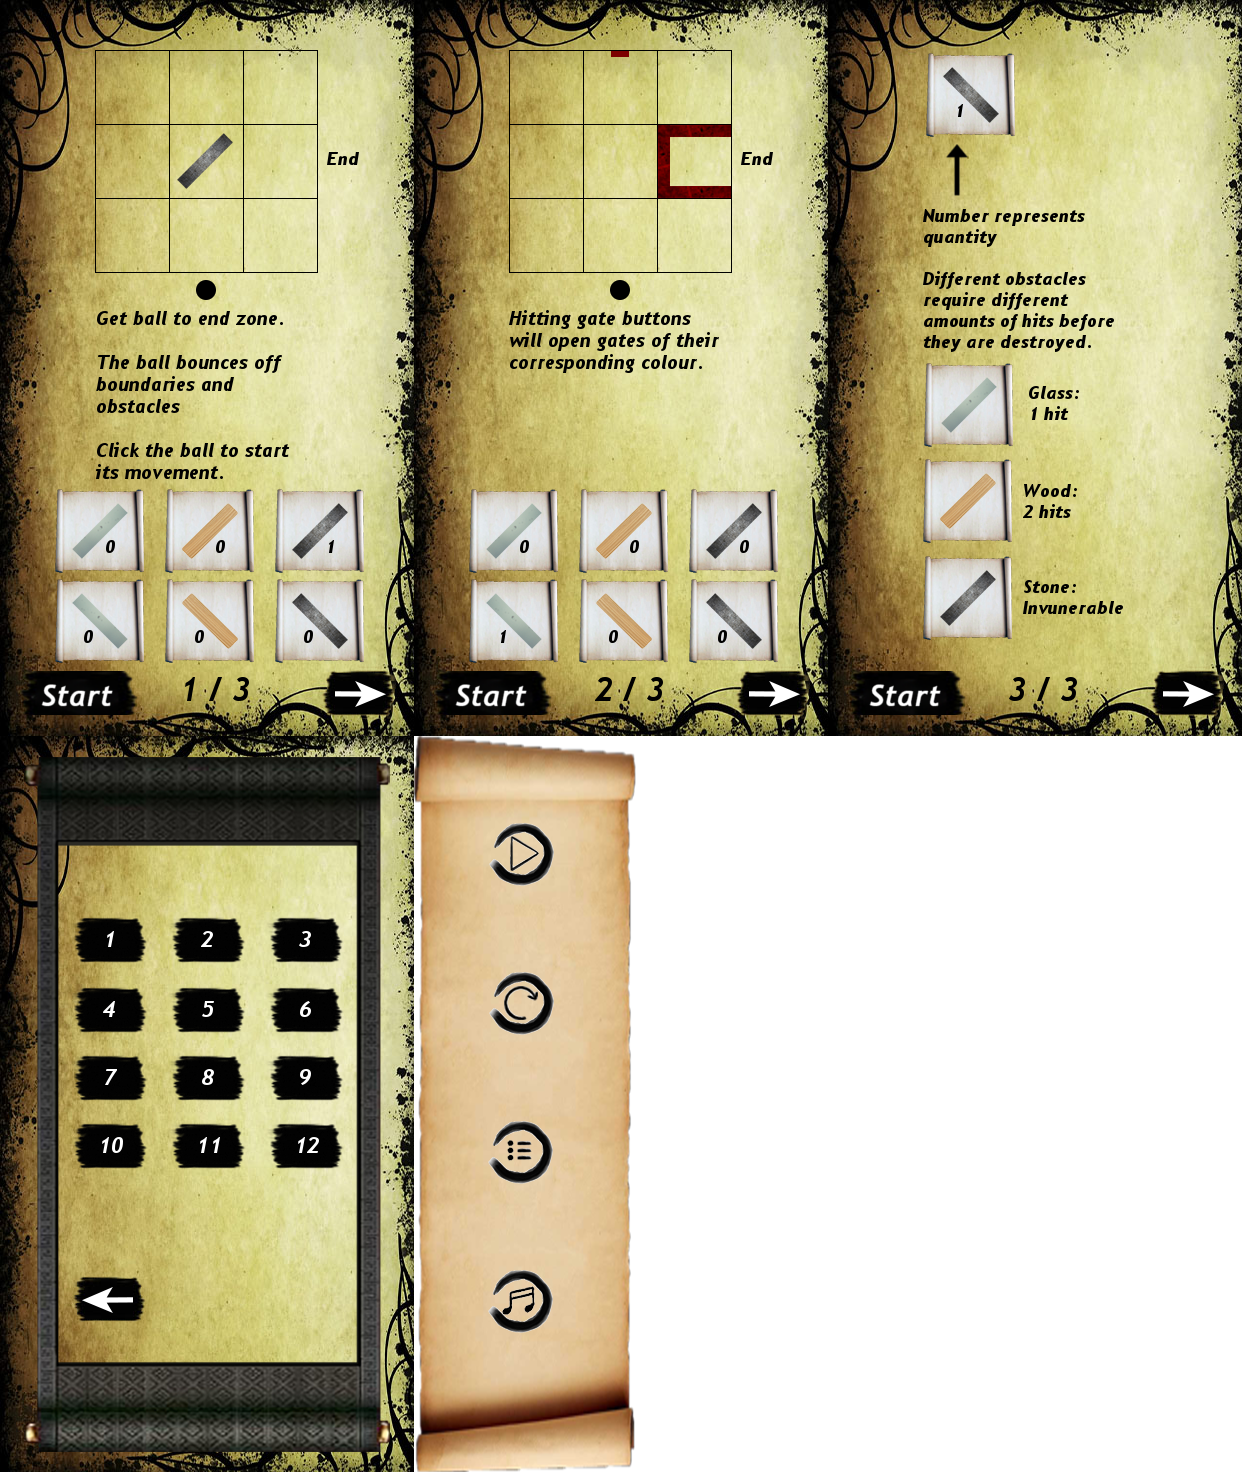 End
Get ball to end zone.
The ball bounces off
boundaries and
obstacles
Click the ball to start
its movement.
0
0
1
0
0
0
Start
1 / 3
End
Hitting gate buttons
will open gates of their
corresponding colour.
0
0
0
1
0
0
Start
2 / 3
1
Number represents
quantity
Different obstacles
require different
amounts of hits before
they are destroyed.
Glass:
1 hit
Wood:
2 hits
Stone:
Invunerable
Start
3 / 3
1
2
3
4
5
6
7
8
9
10
11
12